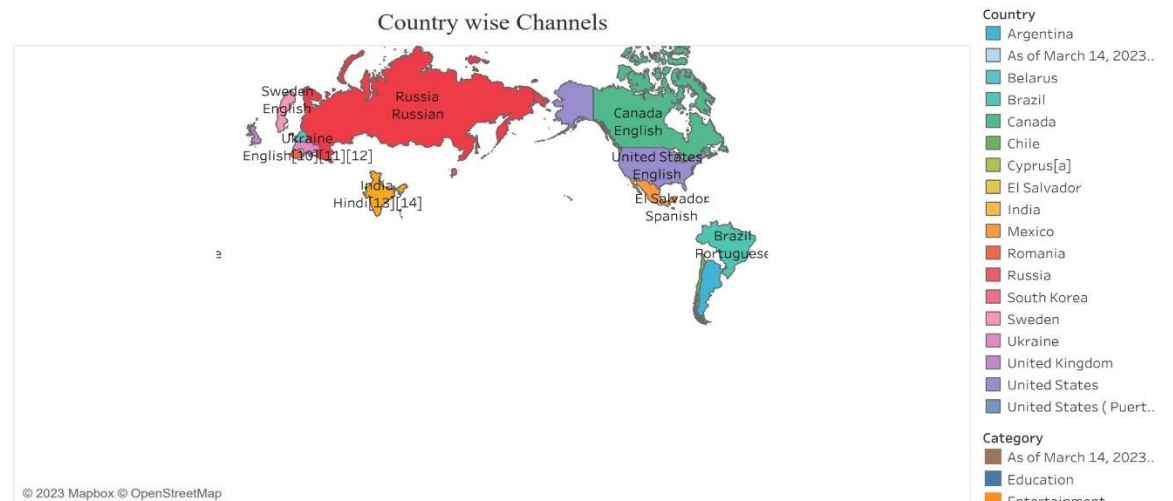 Country wise Channels
Sweden
English
Russia
Russian
Ukraine
English[10][11][12]
India
Hindi[13][14]
Canada
English
United States
English
El Salvador
Spanish
Brazil
Portuguese
e
© 2023 Mapbox © OpenStreetMap
Country
Argentina
As of March 14, 2023..
Belarus
Brazil
Canada
Chile
Cyprus[a]
El Salvador
India
Mexico
Romania
Russia
South Korea
Sweden
Ukraine
United Kingdom
United States
United States ( Puert..
Category
As of March 14, 2023..
Education
Entertainment